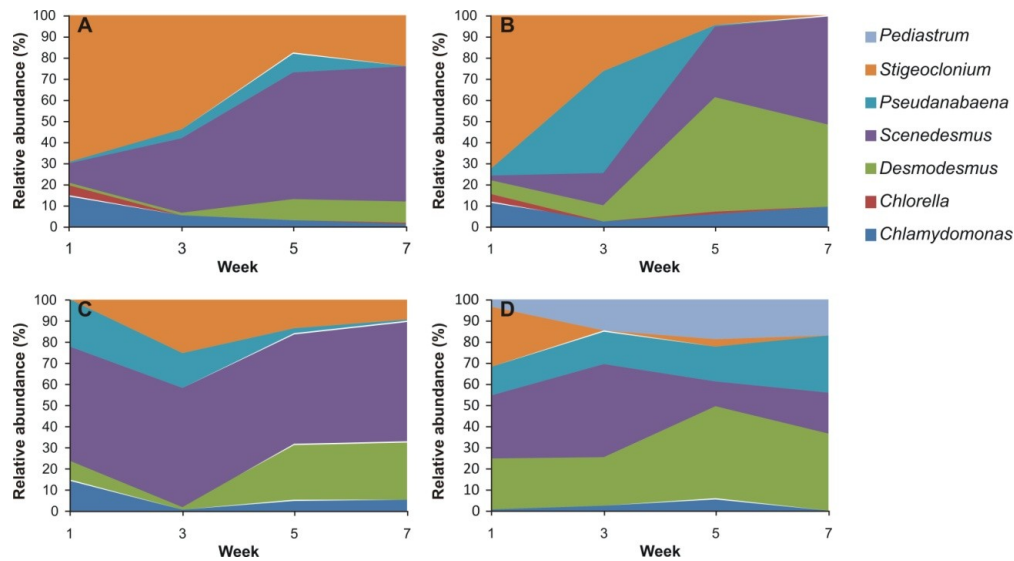 A
Relative abundance (%)
100
90
80
70
60
50
40
30
20
10
0
1 3 5 7
Week
B
Relative abundance (%)
100
90
80
70
60
50
40
30
20
10
0
1 3 5 7
Week
Pediastrum
Stigeoclonium
Pseudanabaena
Scenedesmus
Desmodesmus
Chlorella
Chlamydomonas
C
Relative abundance (%)
100
90
80
70
60
50
40
30
20
10
0
1 3 5 7
Week
D
Relative abundance (%)
100
90
80
70
60
50
40
30
20
10
0
1 3 5 7
Week